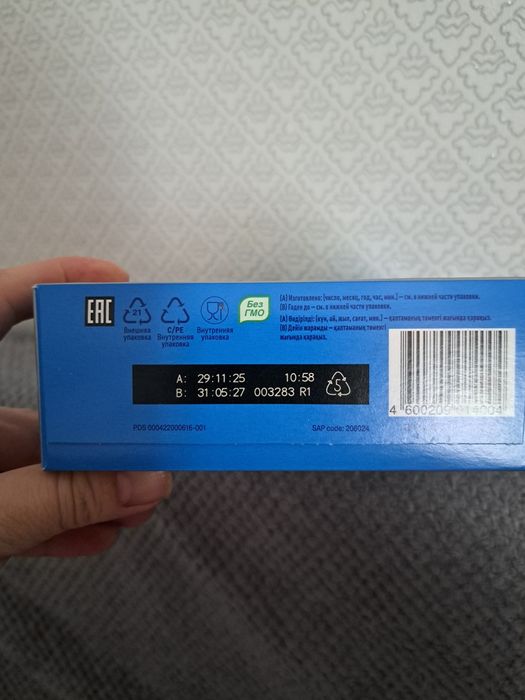 EAC
21
Внешняя
упаковка
C/PE
Внутренняя
упаковка
Внутренняя
упаковка
Без
ГМО
(А) Изготовлено: (число, месяц, год, час, мин.) – см. в нижней части упаковки.
(В) Годен до – см. в нижней части упаковки.
(А) Өндірілді: (күн, ай, жыл, сағат, мин.) – қаптаманың төменгі жағында қараңыз.
(В) Дейін жарамды – қаптаманың төменгі
жағында қараңыз.
A: 29:11:25 10:58
B: 31:05:27 003283 R1
5
PDS 000422000616-001
SAP code: 206024
4 600209